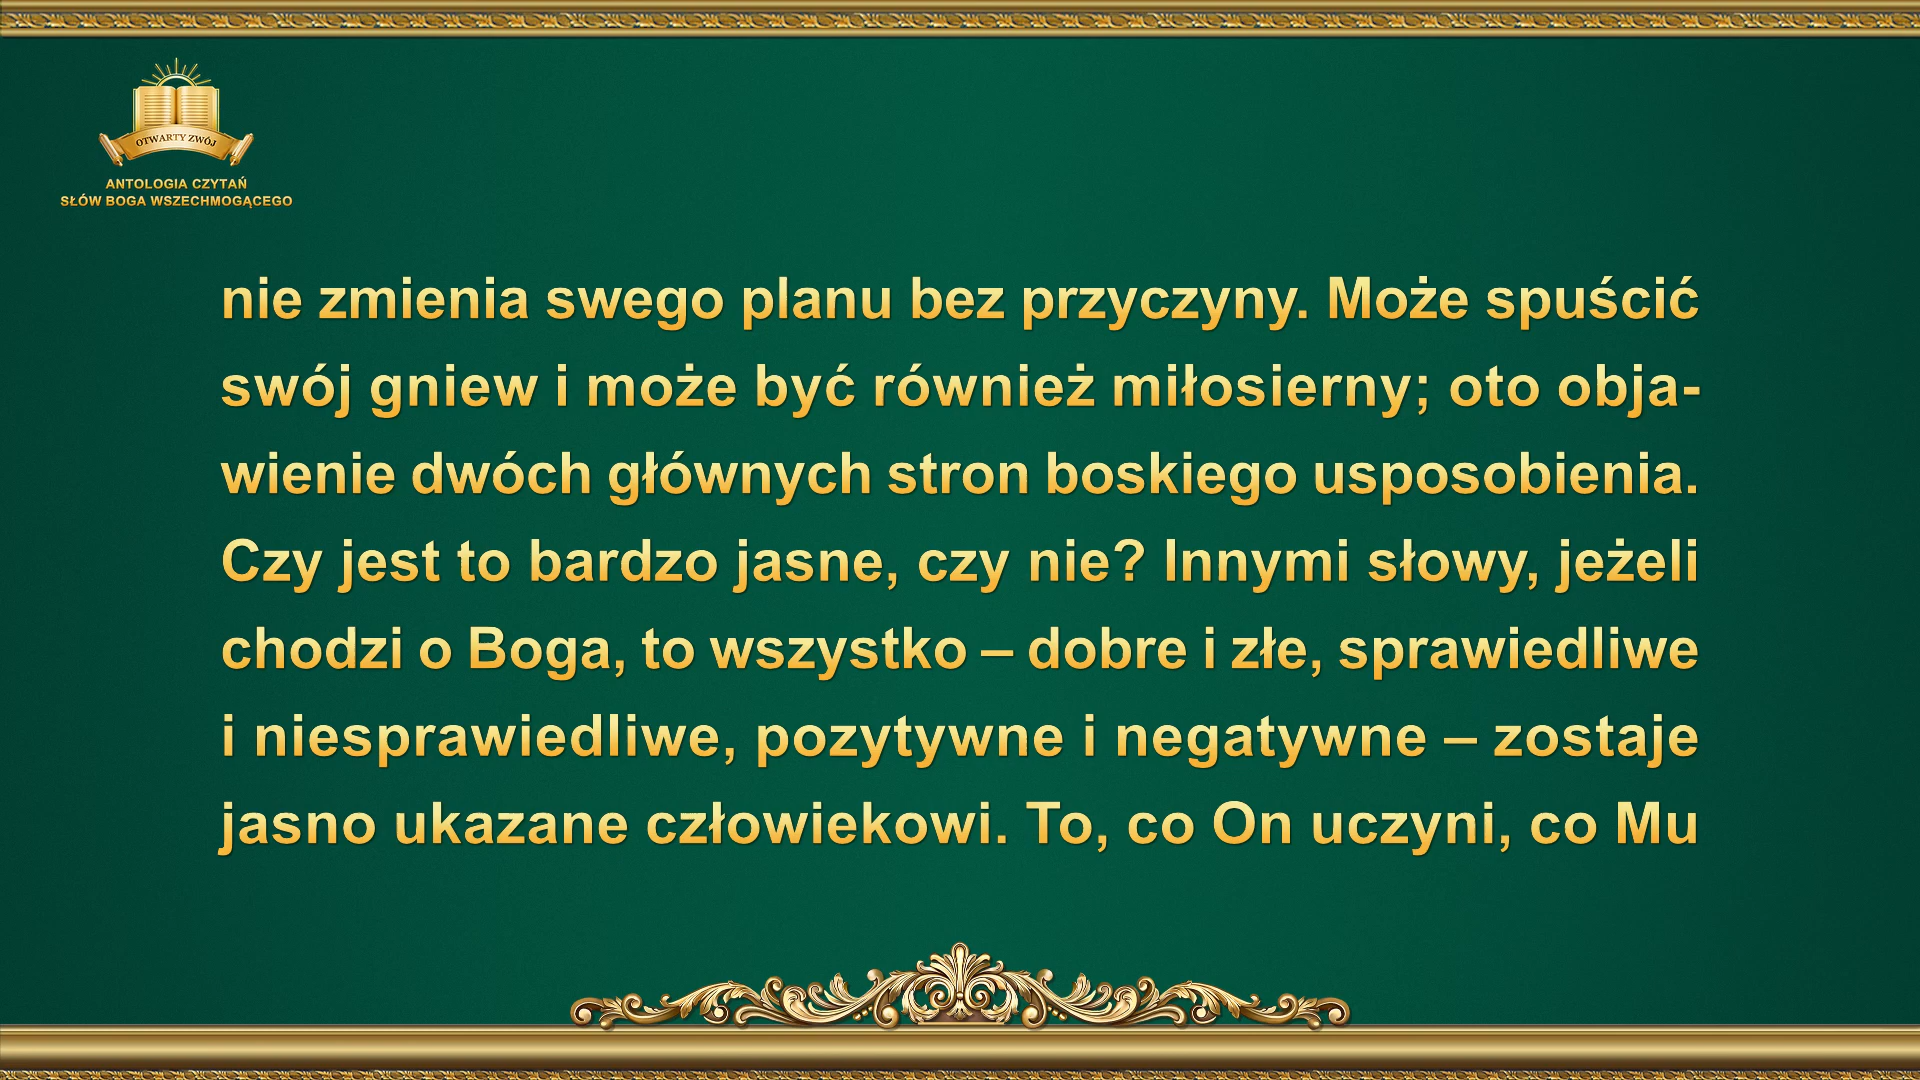 OTWARTY ZWÓJ
ANTOLOGIA CZYTAŃ
SŁÓW BOGA WSZECHMOGĄCEGO
nie zmienia swego planu bez przyczyny. Może spuścić
swój gniew i może być również miłosierny; oto obja-
wienie dwóch głównych stron boskiego usposobienia.
Czy jest to bardzo jasne, czy nie? Innymi słowy, jeżeli
chodzi o Boga, to wszystko – dobre i złe, sprawiedliwe
i niesprawiedliwe, pozytywne i negatywne – zostaje
jasno ukazane człowiekowi. To, co On uczyni, co Mu